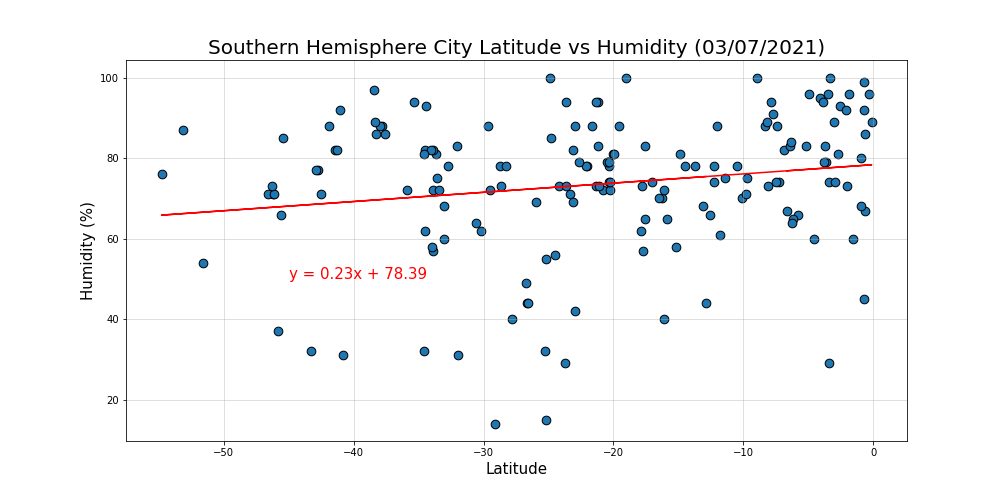 Southern Hemisphere City Latitude vs Humidity (03/07/2021)
100
80
60
40
20
Humidity (%)
y = 0.23x + 78.39
−50 −40 −30 −20 −10 0
Latitude